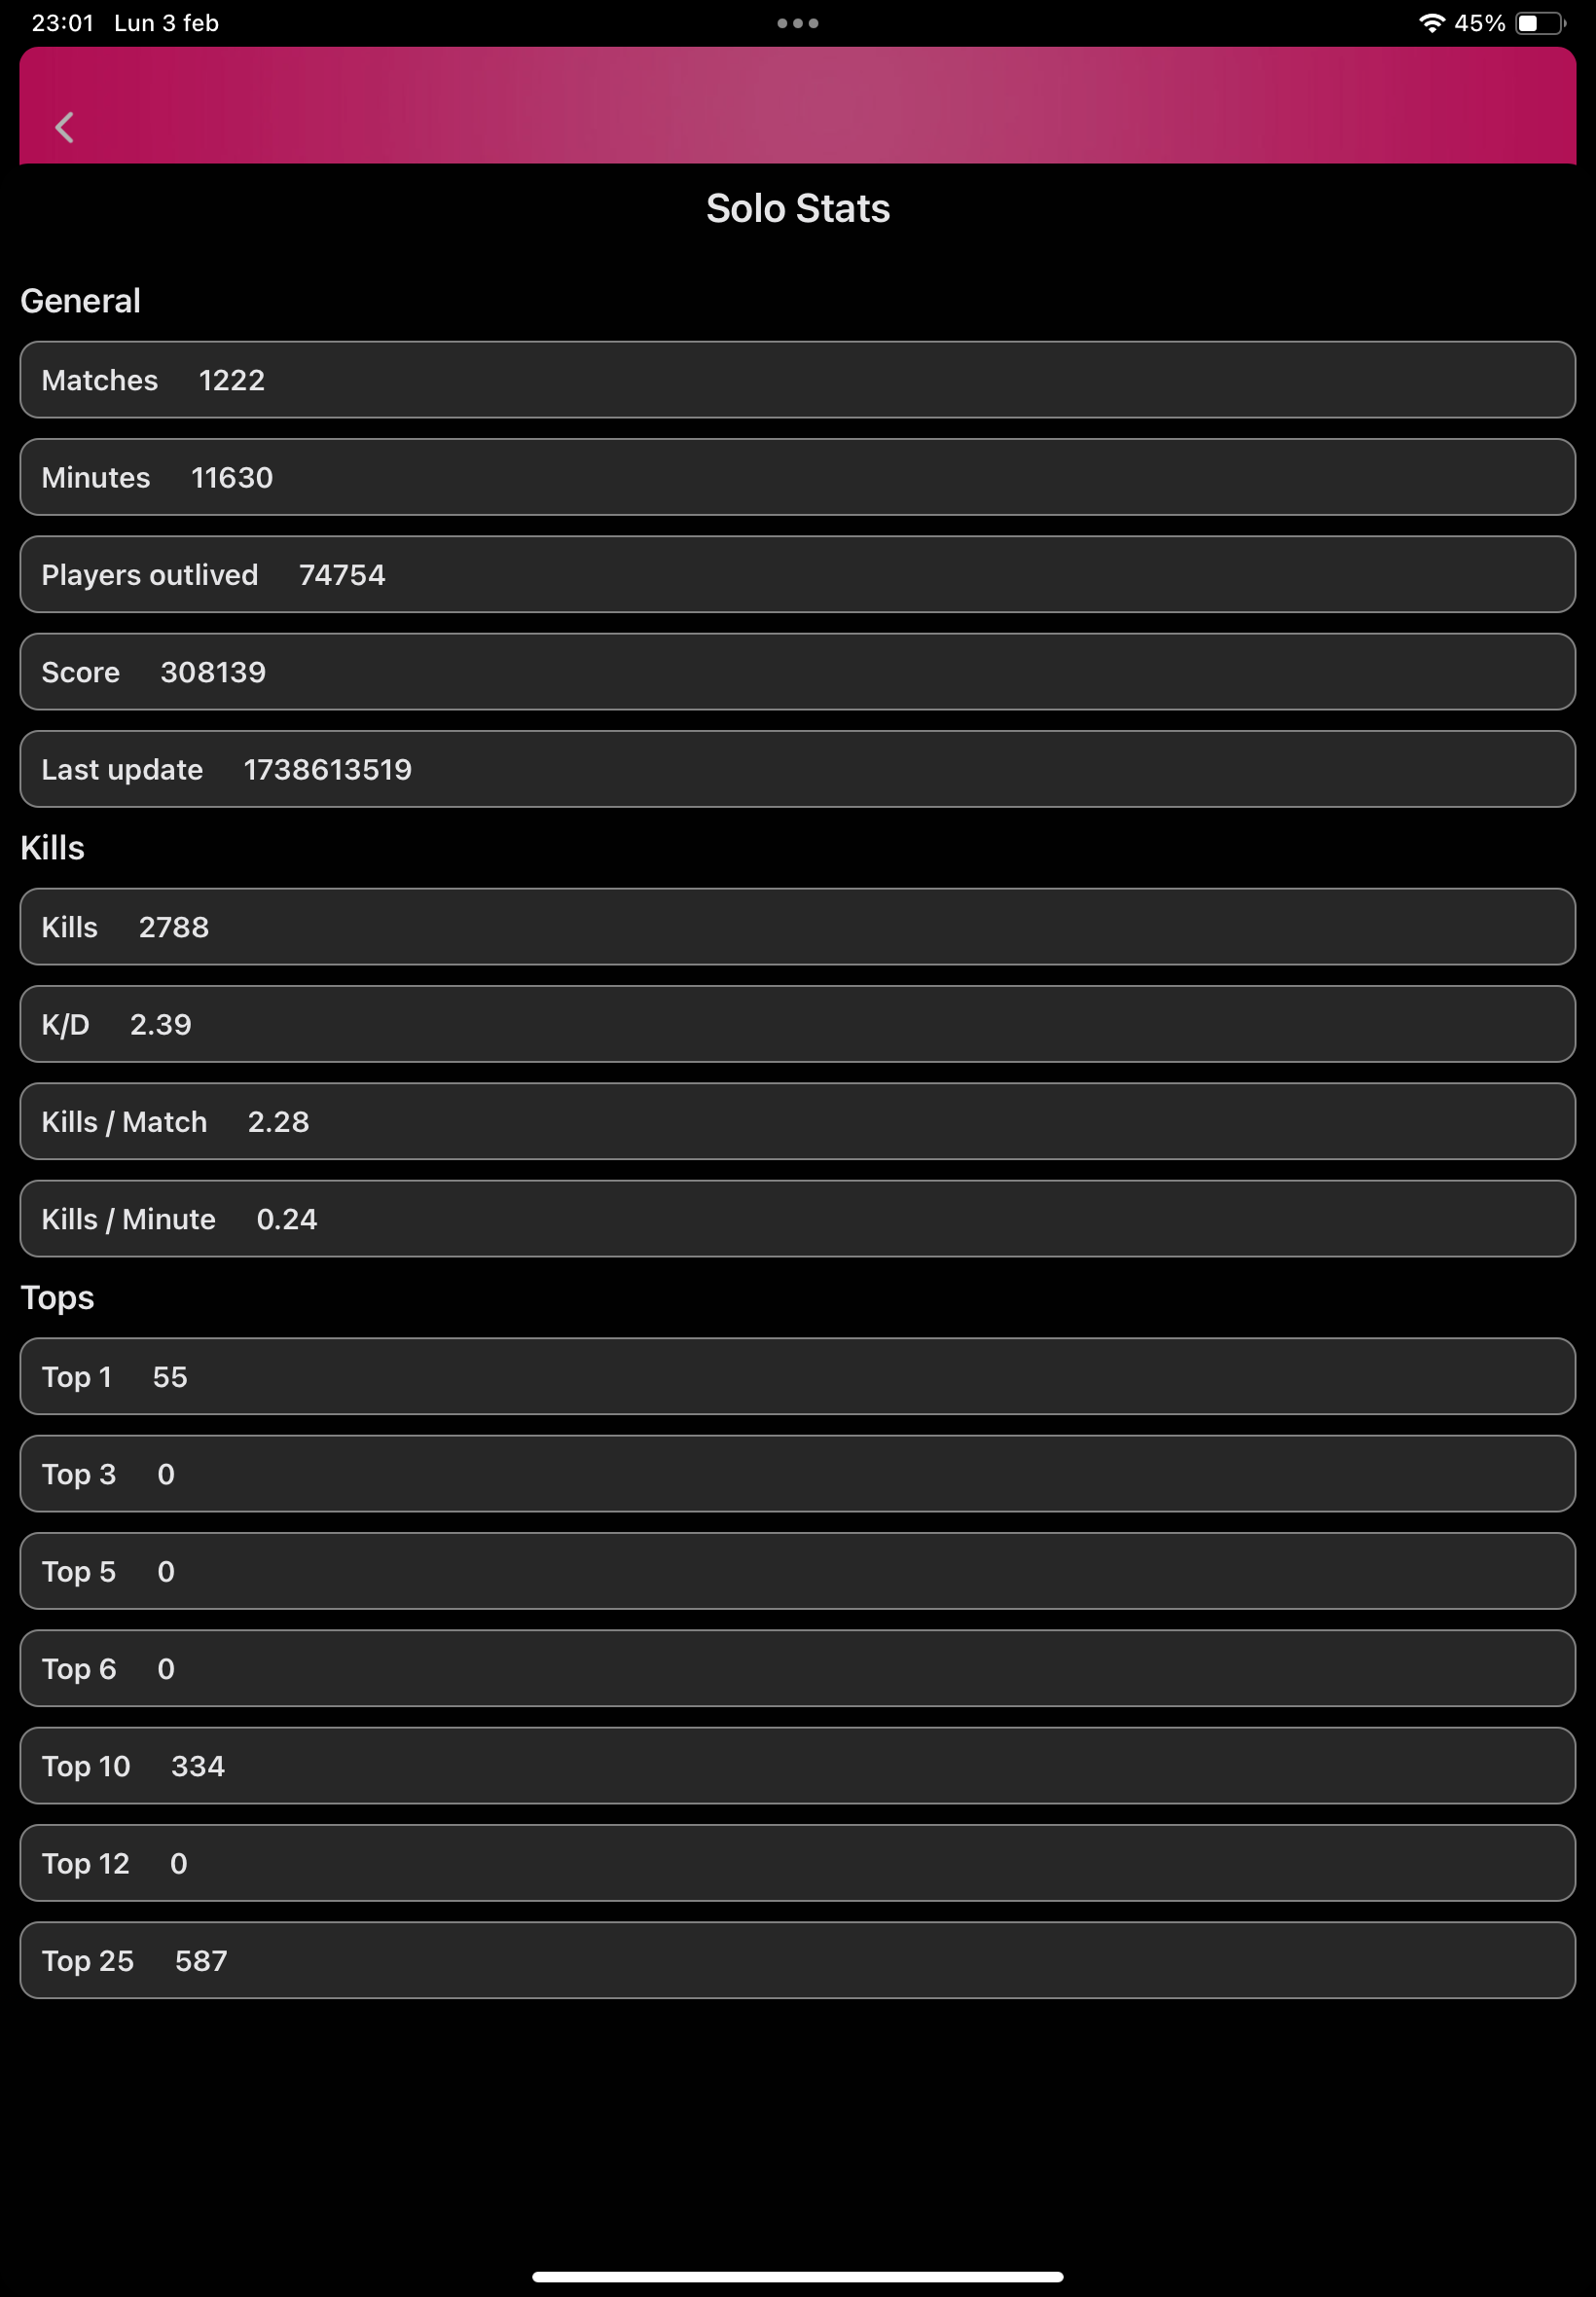 23:01 Lun 3 feb 45%
Solo Stats
General
Matches 1222
Minutes 11630
Players outlived 74754
Score 308139
Last update 1738613519
Kills
Kills 2788
K/D 2.39
Kills / Match 2.28
Kills / Minute 0.24
Tops
Top 1 55
Top 3 0
Top 5 0
Top 6 0
Top 10 334
Top 12 0
Top 25 587